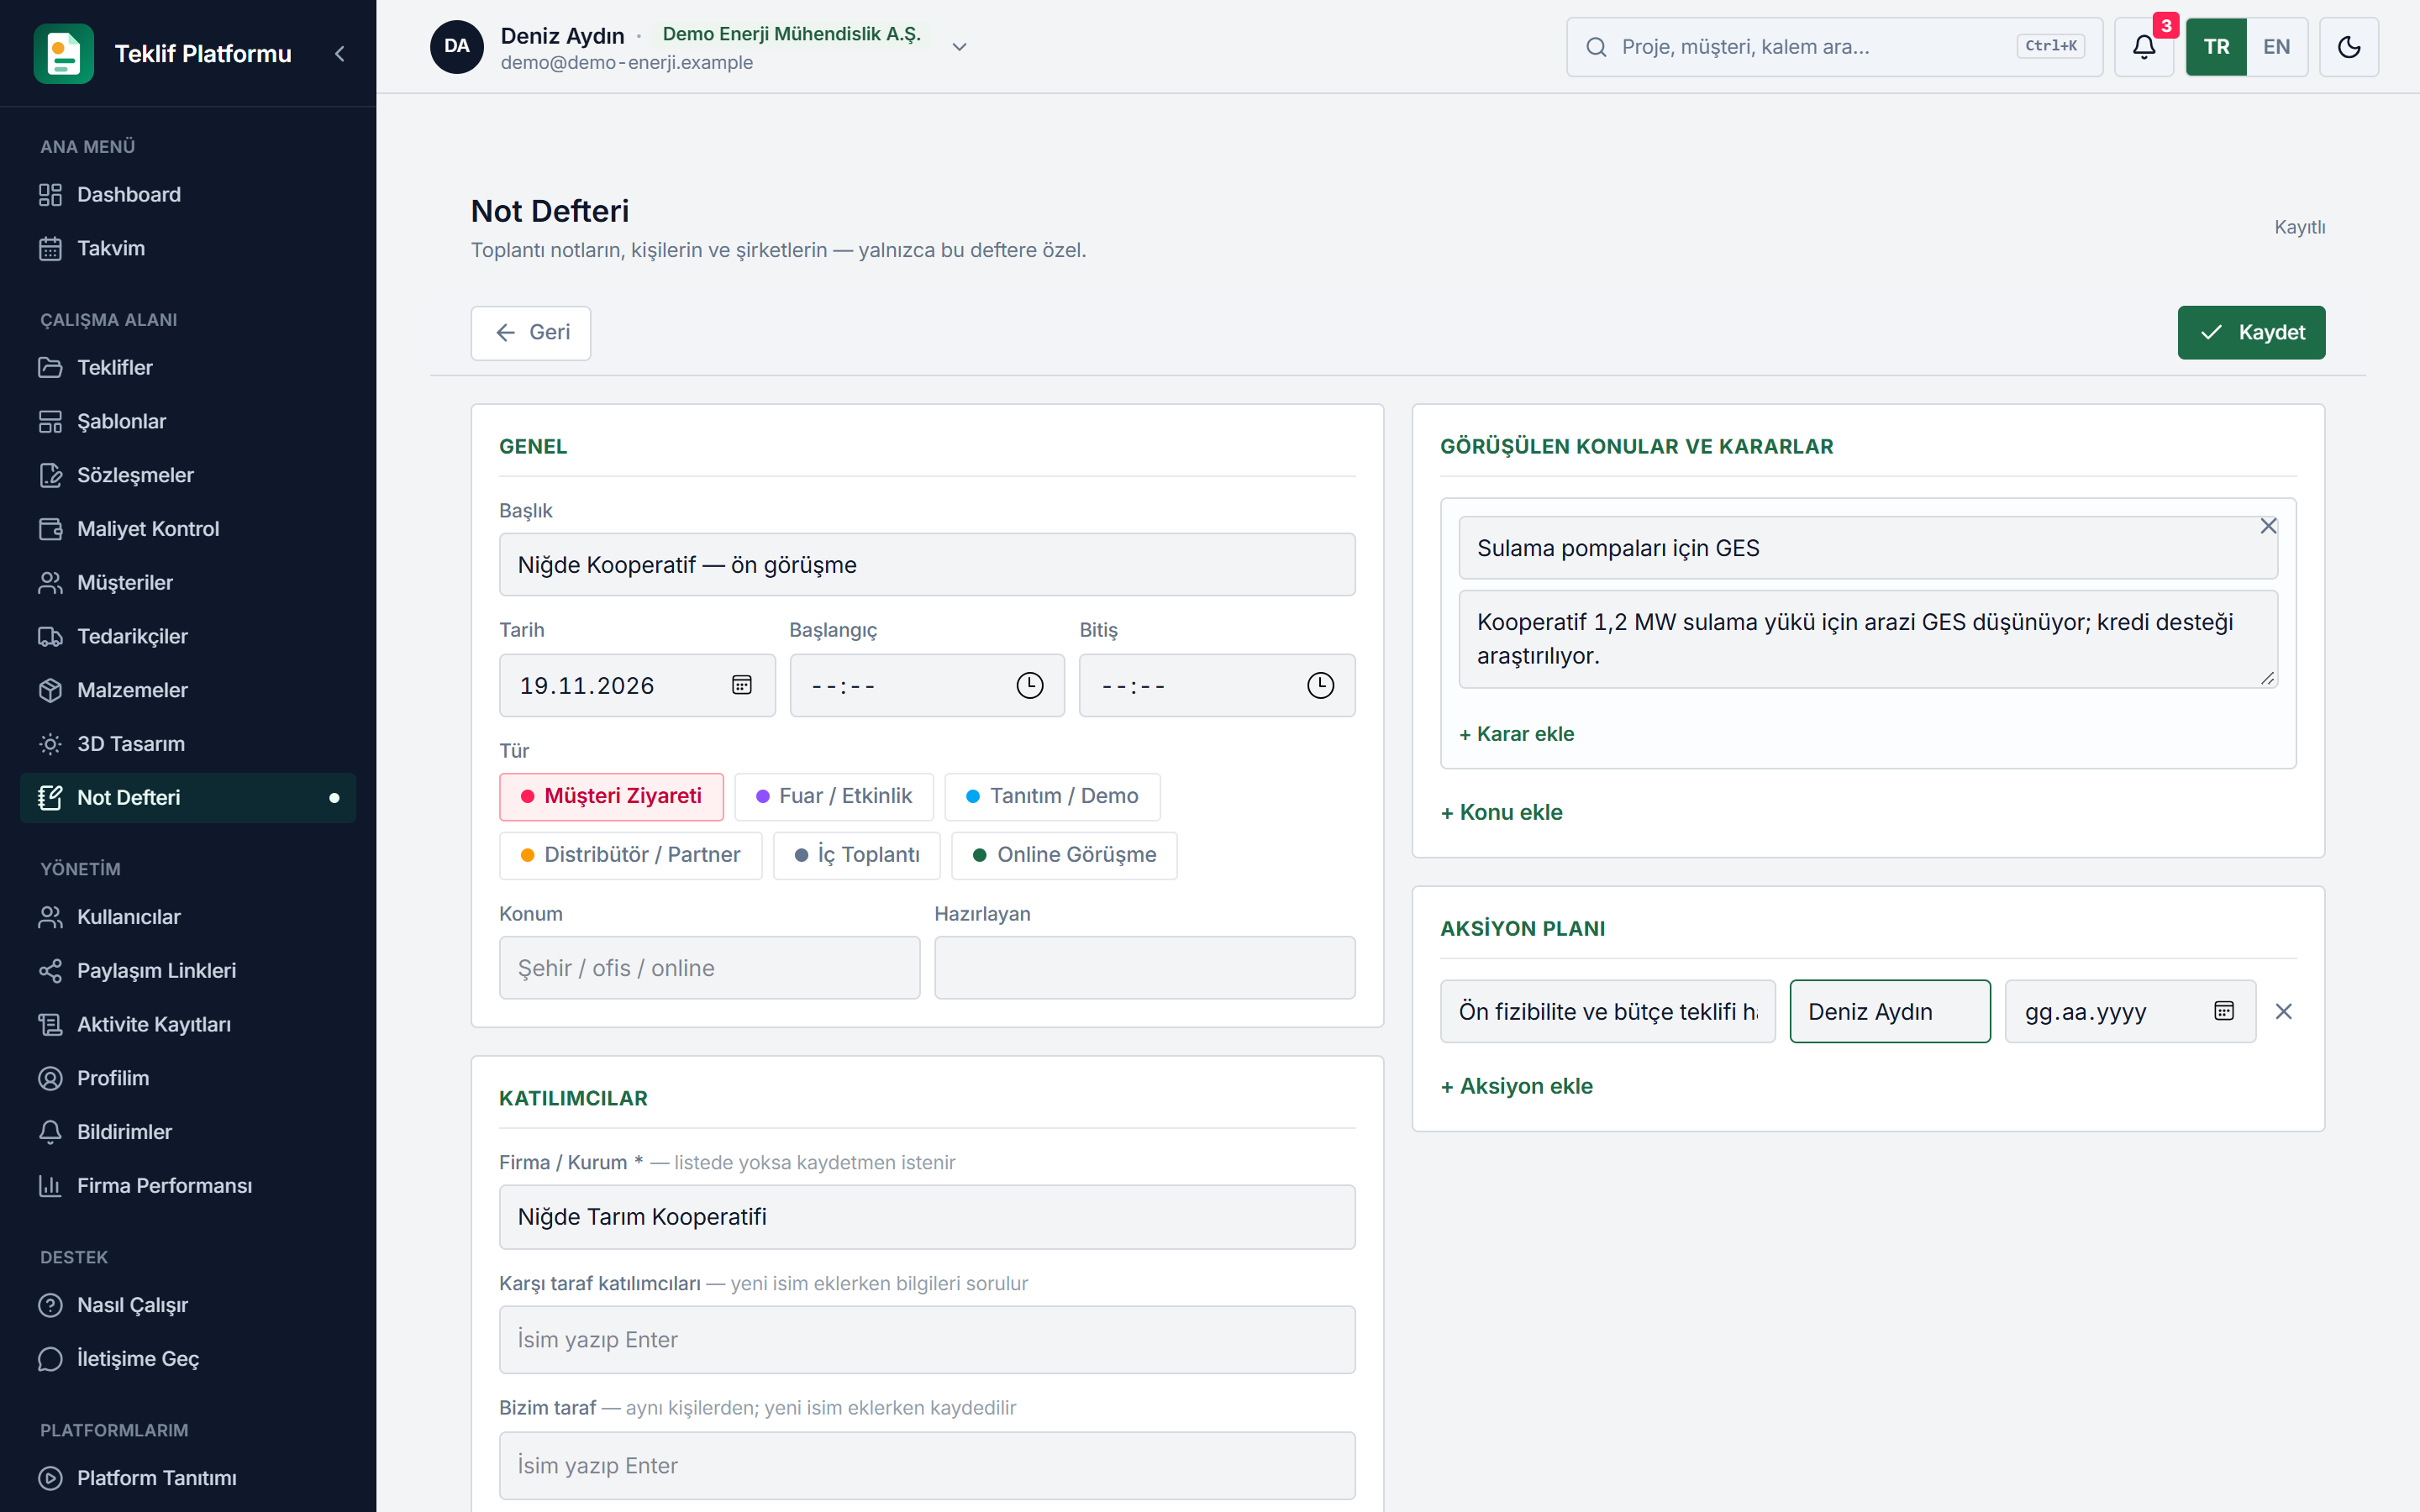 Teklif Platformu
ANA MENÜ
Dashboard
Takvim
ÇALIŞMA ALANI
Teklifler
Şablonlar
Sözleşmeler
Maliyet Kontrol
Müşteriler
Tedarikçiler
Malzemeler
3D Tasarım
Not Defteri
YÖNETİM
Kullanıcılar
Paylaşım Linkleri
Aktivite Kayıtları
Profilim
Bildirimler
Firma Performansı
DESTEK
Nasıl Çalışır
İletişime Geç
PLATFORMLARIM
Platform Tanıtımı
DA
Deniz Aydın · Demo Enerji Mühendislik A.Ş.
demo@demo-enerji.example
Proje, müşteri, kalem ara... Ctrl+K
3
TR EN
Not Defteri
Toplantı notların, kişilerin ve şirketlerin — yalnızca bu deftere özel.
Kayıtlı
Geri
Kaydet
GENEL
Başlık
Niğde Kooperatif — ön görüşme
Tarih Başlangıç Bitiş
19.11.2026 --:-- --:--
Tür
Müşteri Ziyareti Fuar / Etkinlik Tanıtım / Demo
Distribütör / Partner İç Toplantı Online Görüşme
Konum Hazırlayan
Şehir / ofis / online
KATILIMCILAR
Firma / Kurum * — listede yoksa kaydetmen istenir
Niğde Tarım Kooperatifi
Karşı taraf katılımcıları — yeni isim eklerken bilgileri sorulur
İsim yazıp Enter
Bizim taraf — aynı kişilerden; yeni isim eklerken kaydedilir
İsim yazıp Enter
GÖRÜŞÜLEN KONULAR VE KARARLAR
Sulama pompaları için GES
Kooperatif 1,2 MW sulama yükü için arazi GES düşünüyor; kredi desteği
araştırılıyor.
+ Karar ekle
+ Konu ekle
AKSİYON PLANI
Ön fizibilite ve bütçe teklifi Deniz Aydın gg.aa.yyyy
+ Aksiyon ekle